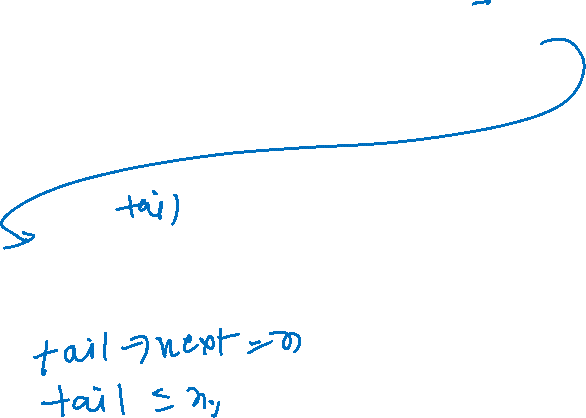 tail
tail → next = n
tail = n;